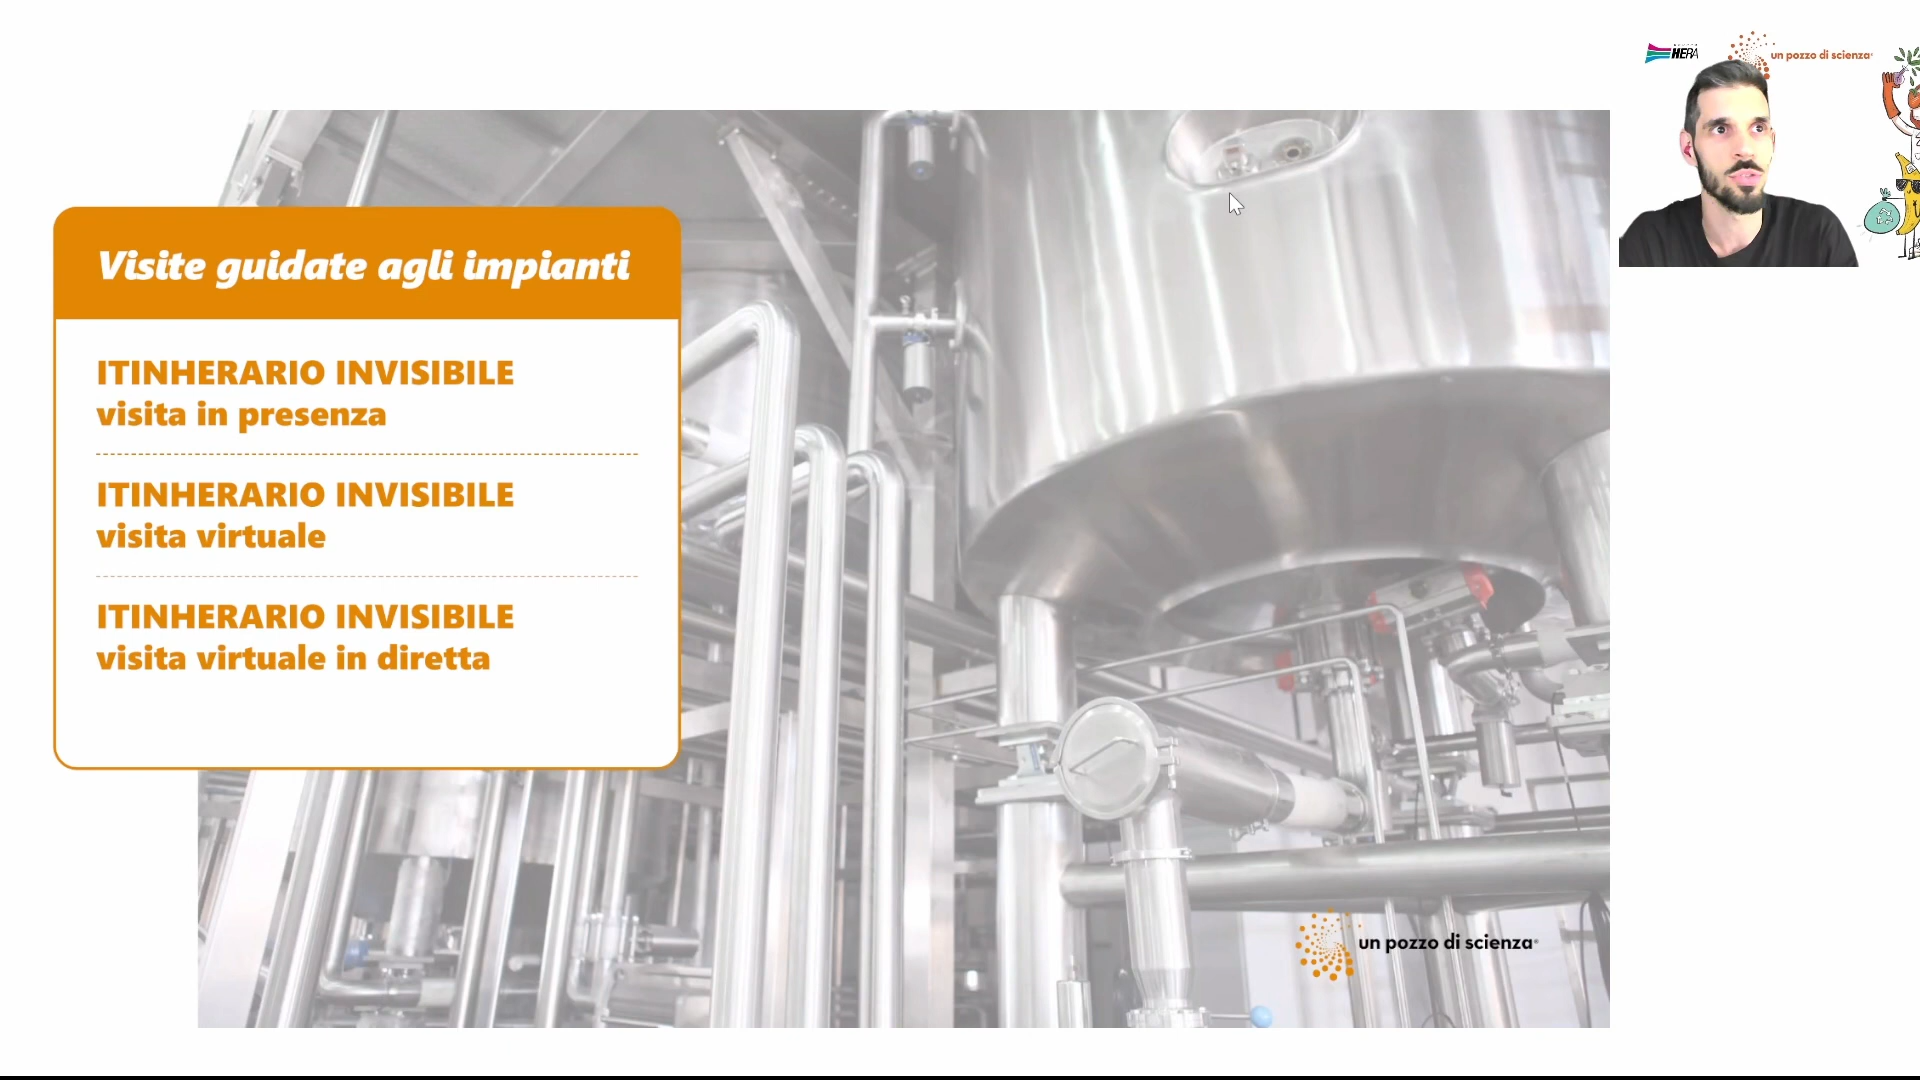 HERA
un pozzo di scienza
Visite guidate agli impianti
ITINHERARIO INVISIBILE
visita in presenza
ITINHERARIO INVISIBILE
visita virtuale
ITINHERARIO INVISIBILE
visita virtuale in diretta
un pozzo di scienza